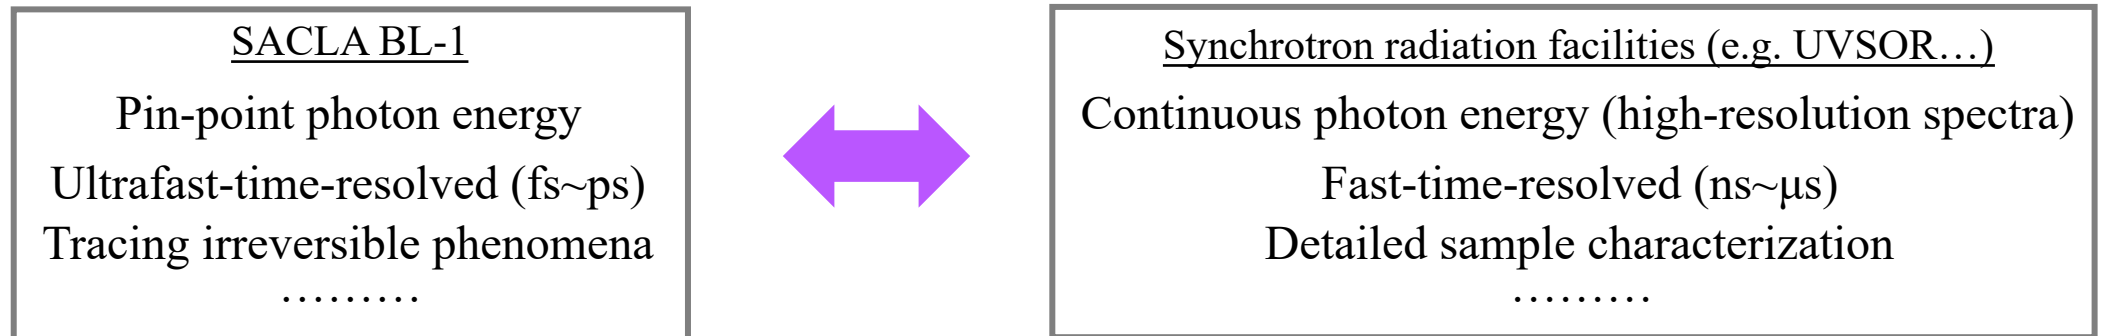 SACLA BL-1
Pin-point photon energy
Ultrafast-time-resolved (fs~ps)
Tracing irreversible phenomena
………
Synchrotron radiation facilities (e.g. UVSOR…)
Continuous photon energy (high-resolution spectra)
Fast-time-resolved (ns~μs)
Detailed sample characterization
………